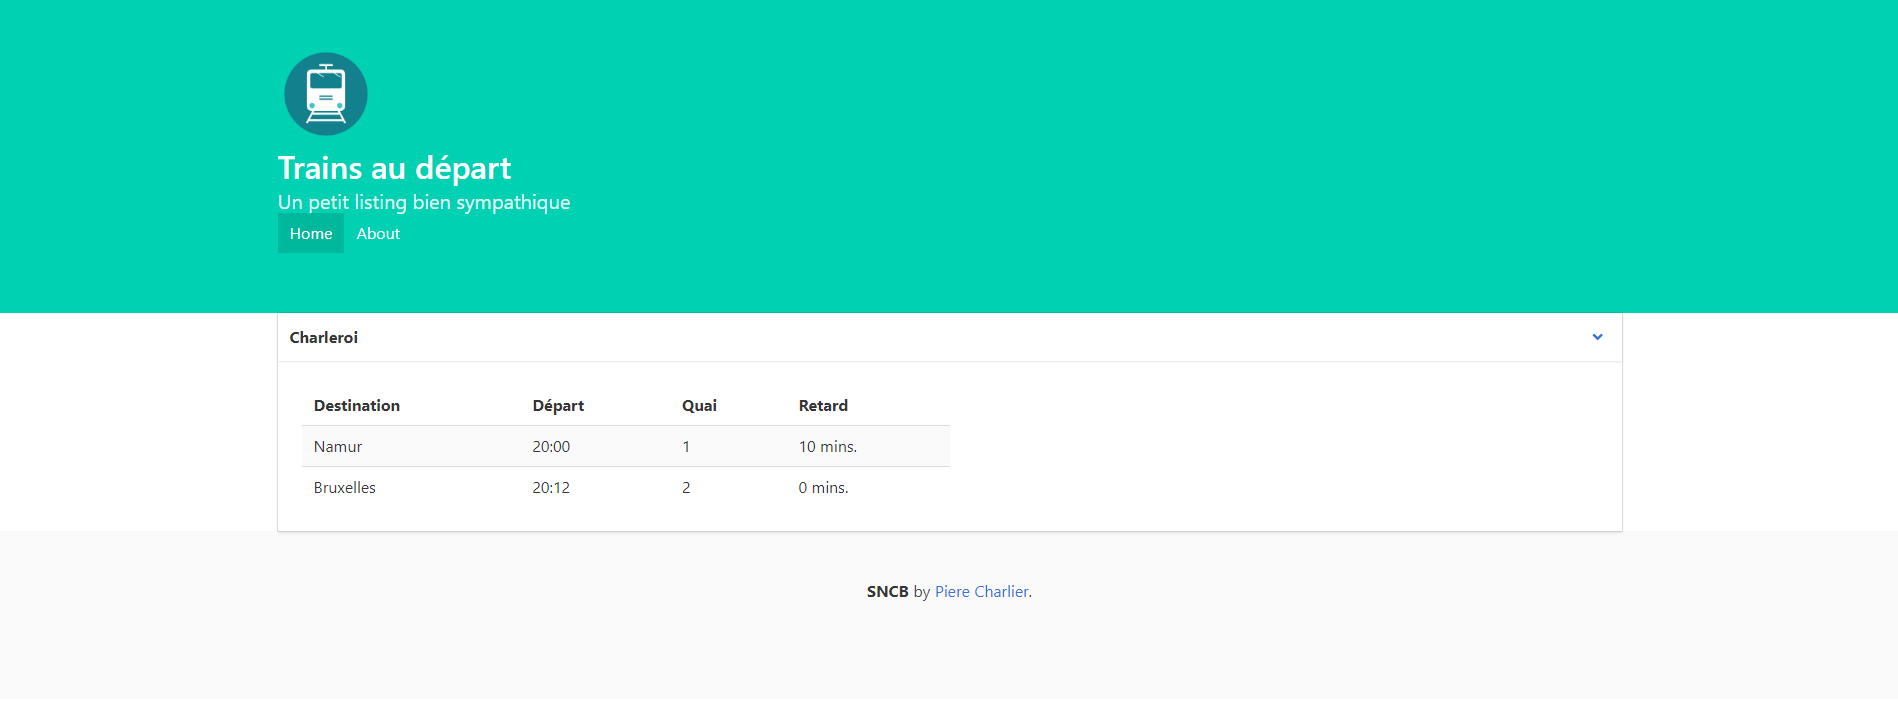 Trains au départ
Un petit listing bien sympathique
Home About
Charleroi
Destination Départ Quai Retard
Namur 20:00 1 10 mins.
Bruxelles 20:12 2 0 mins.
SNCB by Piere Charlier.